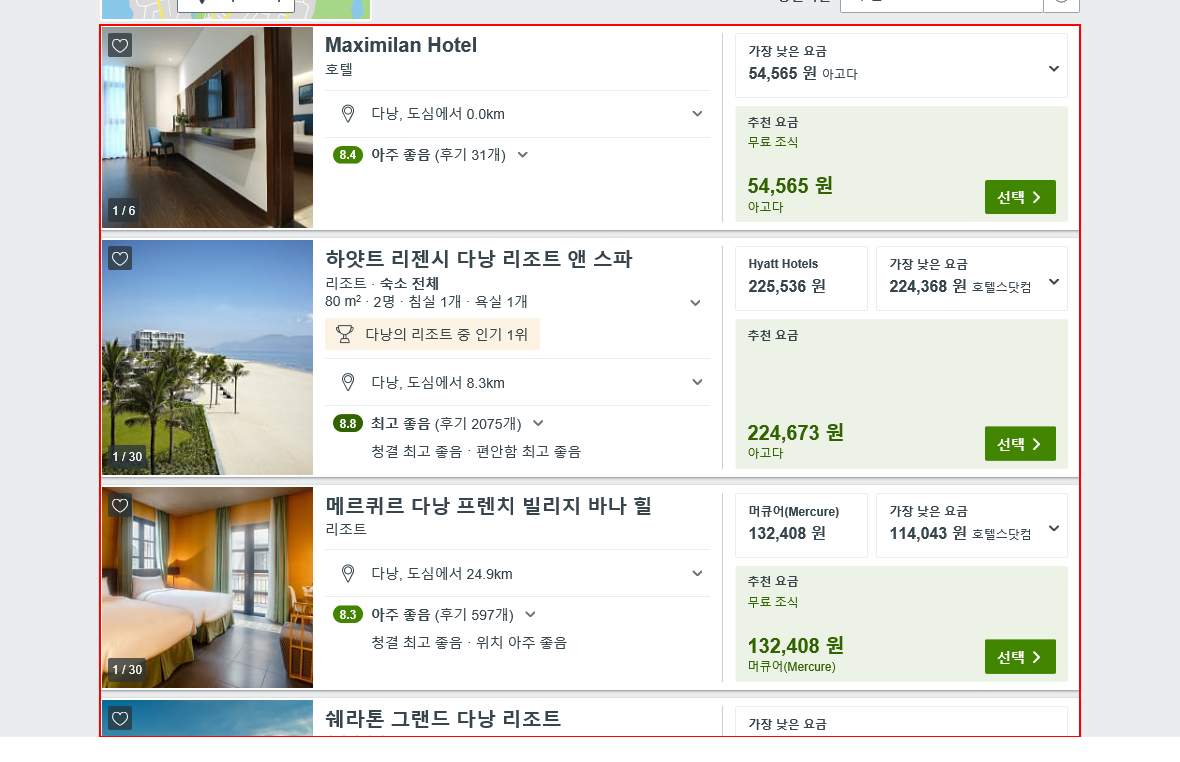 Maximilan Hotel
호텔
다낭, 도심에서 0.0km
8.4 아주 좋음 (후기 31개)
1 / 6
가장 낮은 요금
54,565 원 아고다
추천 요금
무료 조식
54,565 원
아고다
선택
하얏트 리젠시 다낭 리조트 앤 스파
리조트 · 숙소 전체
80 m² · 2명 · 침실 1개 · 욕실 1개
다낭의 리조트 중 인기 1위
다낭, 도심에서 8.3km
8.8 최고 좋음 (후기 2075개)
청결 최고 좋음 · 편안함 최고 좋음
1 / 30
Hyatt Hotels
225,536 원
가장 낮은 요금
224,368 원 호텔스닷컴
추천 요금
224,673 원
아고다
선택
메르퀴르 다낭 프렌치 빌리지 바나 힐
리조트
다낭, 도심에서 24.9km
8.3 아주 좋음 (후기 597개)
청결 최고 좋음 · 위치 아주 좋음
1 / 30
머큐어(Mercure)
132,408 원
가장 낮은 요금
114,043 원 호텔스닷컴
추천 요금
무료 조식
132,408 원
머큐어(Mercure)
선택
쉐라톤 그랜드 다낭 리조트
가장 낮은 요금